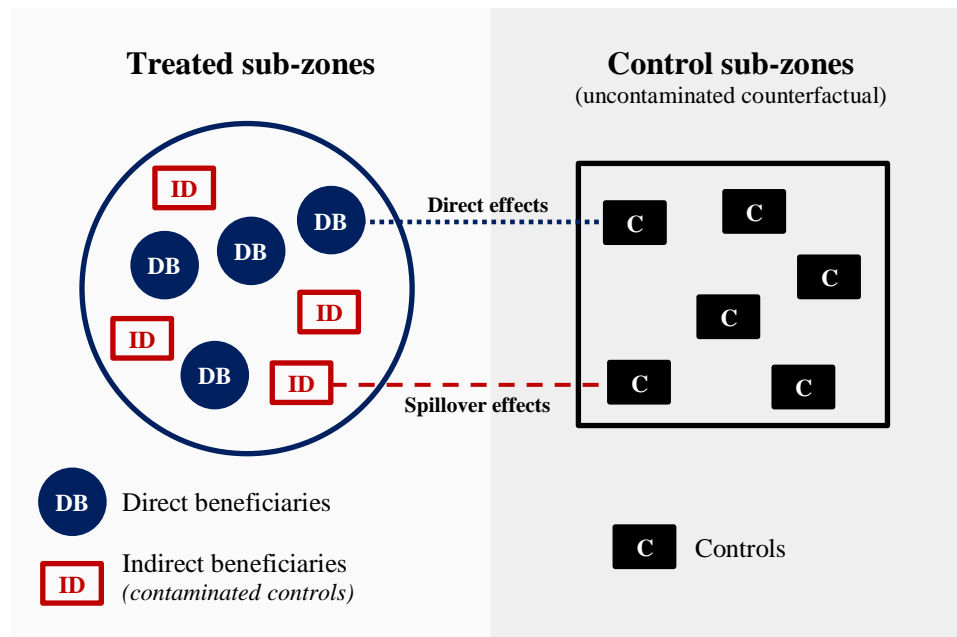 Treated sub-zones
Control sub-zones
(uncontaminated counterfactual)
ID
DB
DB
DB
ID
ID
DB
ID
Direct effects
Spillover effects
C
C
C
C
C
C
DB Direct beneficiaries
ID Indirect beneficiaries
(contaminated controls)
C Controls